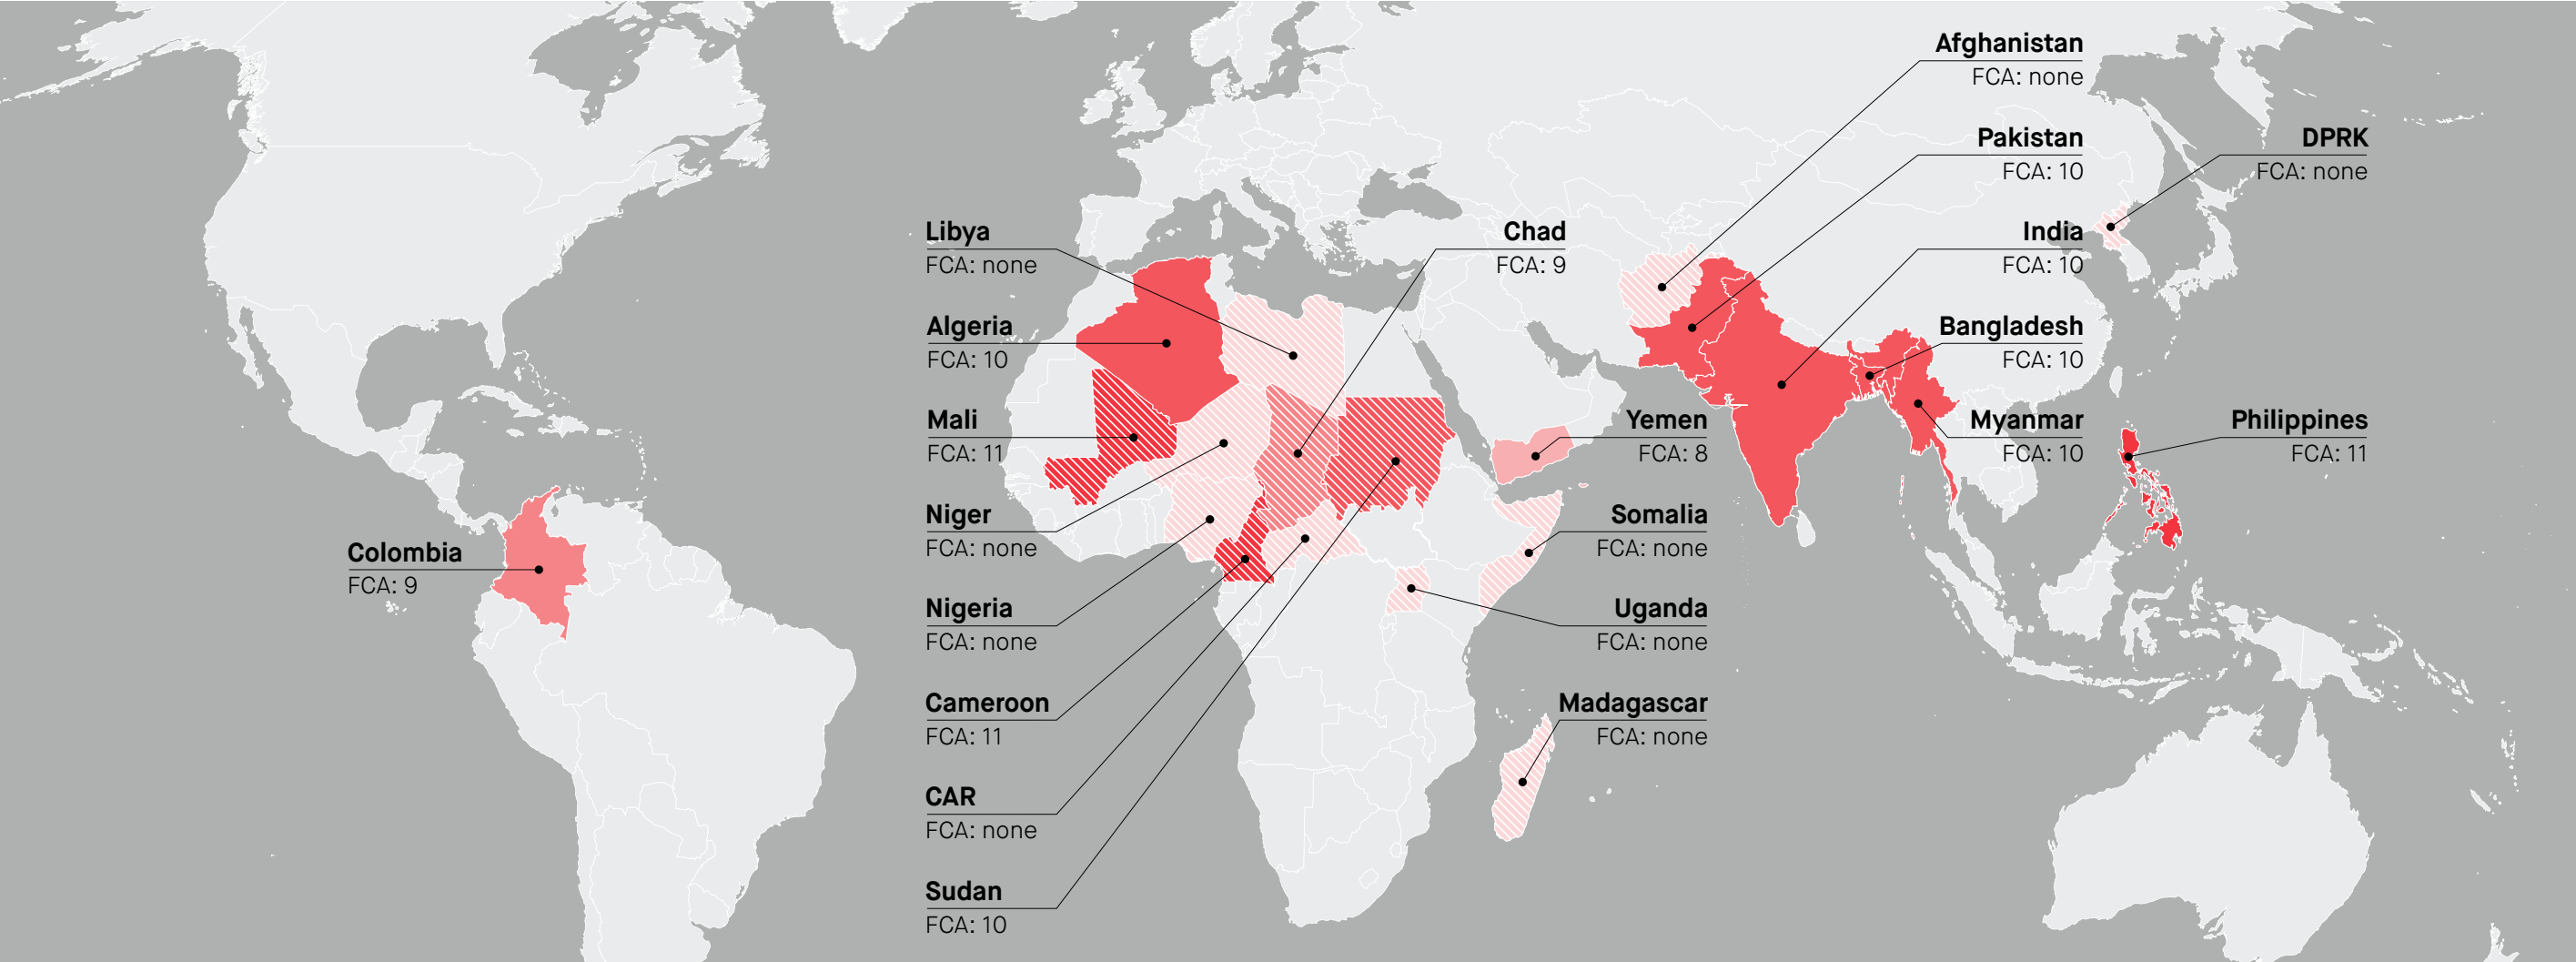 Colombia
FCA: 9
Libya
FCA: none
Algeria
FCA: 10
Mali
FCA: 11
Niger
FCA: none
Nigeria
FCA: none
Cameroon
FCA: 11
CAR
FCA: none
Sudan
FCA: 10
Chad
FCA: 9
Yemen
FCA: 8
Somalia
FCA: none
Uganda
FCA: none
Madagascar
FCA: none
Afghanistan
FCA: none
Pakistan
FCA: 10
India
FCA: 10
Bangladesh
FCA: 10
Myanmar
FCA: 10
DPRK
FCA: none
Philippines
FCA: 11